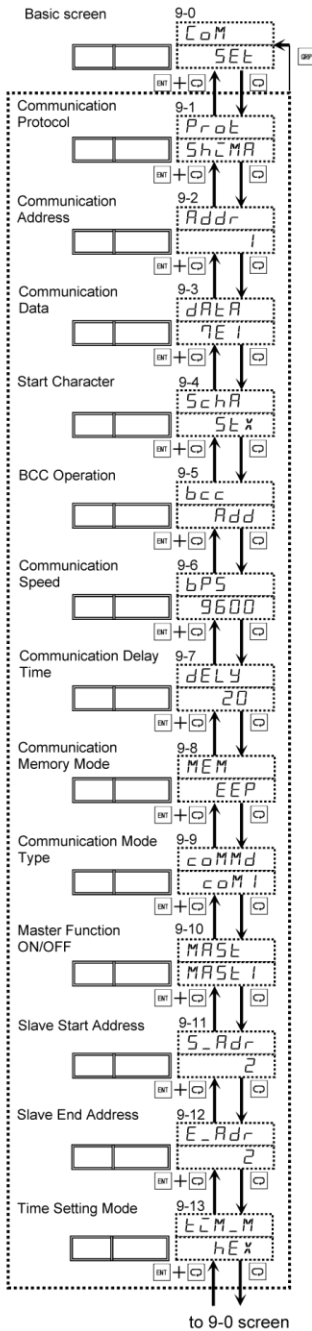 Basic screen
9-0
CoM
SEt
GRP
ENT + 
Communication
Protocol
9-1
Prot
ShiMA
ENT + 
Communication
Address
9-2
Addr
1
ENT + 
Communication
Data
9-3
dAtA
7E1
ENT + 
Start Character
9-4
SchA
Stx
ENT + 
BCC Operation
9-5
bcc
Add
ENT + 
Communication
Speed
9-6
bPS
9600
ENT + 
Communication Delay
Time
9-7
dELY
20
ENT + 
Communication
Memory Mode
9-8
MEM
EEP
ENT + 
Communication Mode
Type
9-9
coMMd
coM1
ENT + 
Master Function
ON/OFF
9-10
MASt
MASt1
ENT + 
Slave Start Address
9-11
S_Adr
2
ENT + 
Slave End Address
9-12
E_Adr
2
ENT + 
Time Setting Mode
9-13
tiM_M
hEX
ENT + 
to 9-0 screen